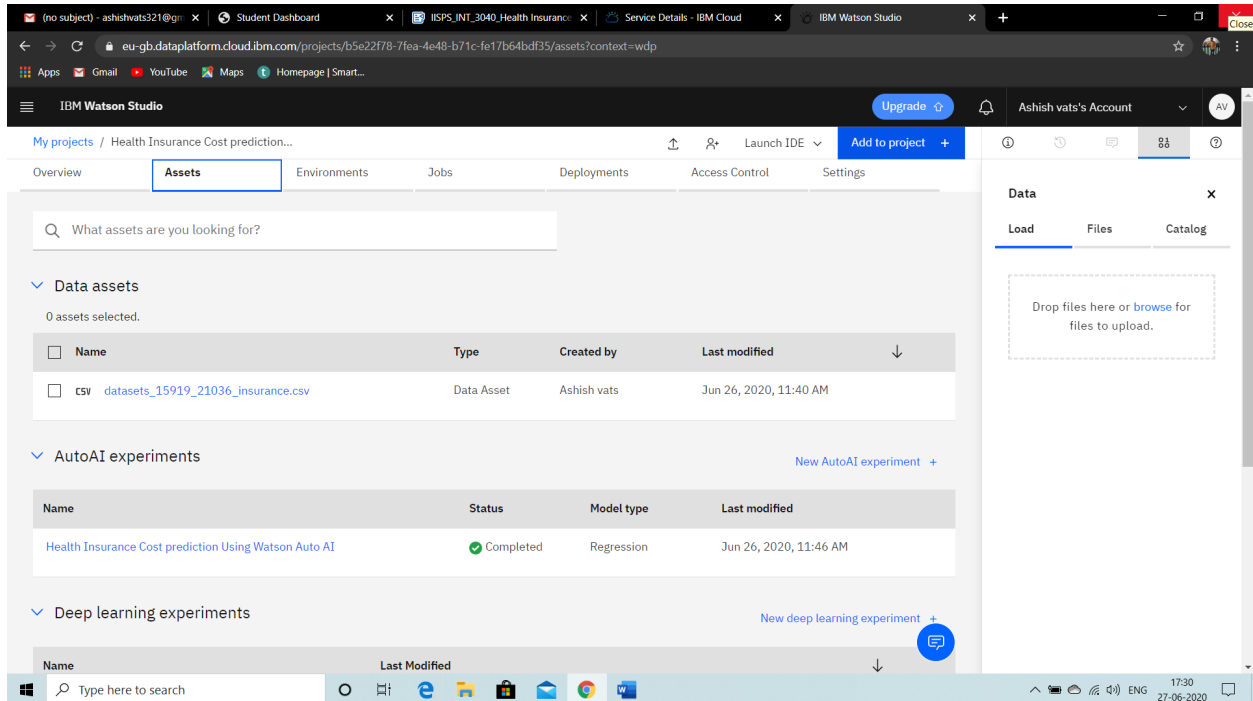 (no subject) - ashishvats321@gm
Student Dashboard
IISPS_INT_3040_Health Insurance
Service Details - IBM Cloud
IBM Watson Studio
Close
eu-gb.dataplatform.cloud.ibm.com/projects/b5e22f78-7fea-4e48-b71c-fe17b64bdf35/assets?context=wdp
Apps Gmail YouTube Maps Homepage | Smart...
IBM Watson Studio Upgrade Ashish vats's Account AV
My projects / Health Insurance Cost prediction... Launch IDE Add to project +
Overview Assets Environments Jobs Deployments Access Control Settings
What assets are you looking for?
Data assets
0 assets selected.
Name Type Created by Last modified
CSV datasets_15919_21036_insurance.csv Data Asset Ashish vats Jun 26, 2020, 11:40 AM
AutoAI experiments New AutoAI experiment +
Name Status Model type Last modified
Health Insurance Cost prediction Using Watson Auto AI Completed Regression Jun 26, 2020, 11:46 AM
Deep learning experiments New deep learning experiment +
Name Last Modified
Data
Load Files Catalog
Drop files here or browse for
files to upload.
Type here to search
ENG
17:30
27-06-2020